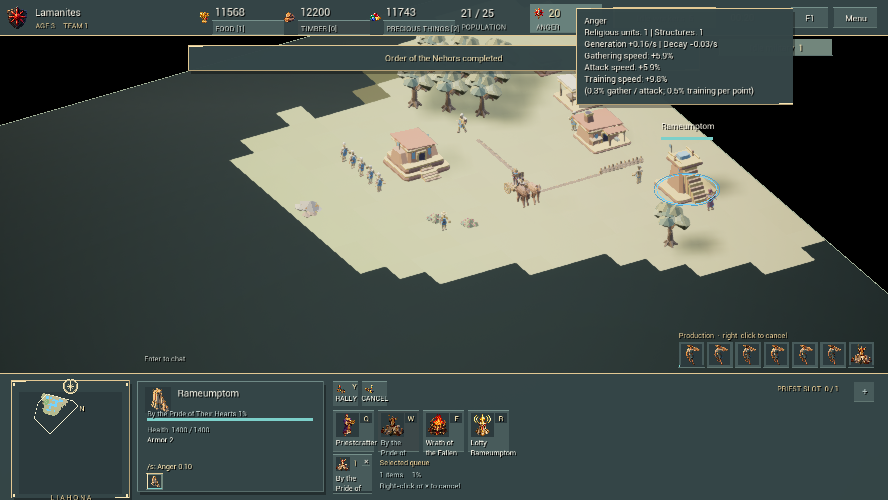 Lamanites
AGE 3 TEAM 1
11568
FOOD [1]
12200
TIMBER [0]
11743
PRECIOUS THINGS [2]
21 / 25
POPULATION
20
ANGER
F1
Menu
Anger
Religious units: 1 | Structures: 1
Generation +0.16/s | Decay -0.03/s
Gathering speed: +5.9%
Attack speed: +5.9%
Training speed: +9.8%
(0.3% gather / attack, 0.5% training per point)
1
Order of the Nehors completed
Rameumptom
Production · right-click to cancel
Enter to chat
N
LIAHONA
Rameumptom
By the Pride of Their Hearts 1%
Health 1400 / 1400
Armor 2
/s: Anger 0.10
Y
RALLY
CANCEL
PRIEST SLOT: 0 / 1
+
Q
Priestcrafter
W
By the
Pride of
Wrath of
the Fallen
R
Lofty
Rameumptom
By the
Pride of
Selected queue
1 items 1%
Right-click or × to cancel